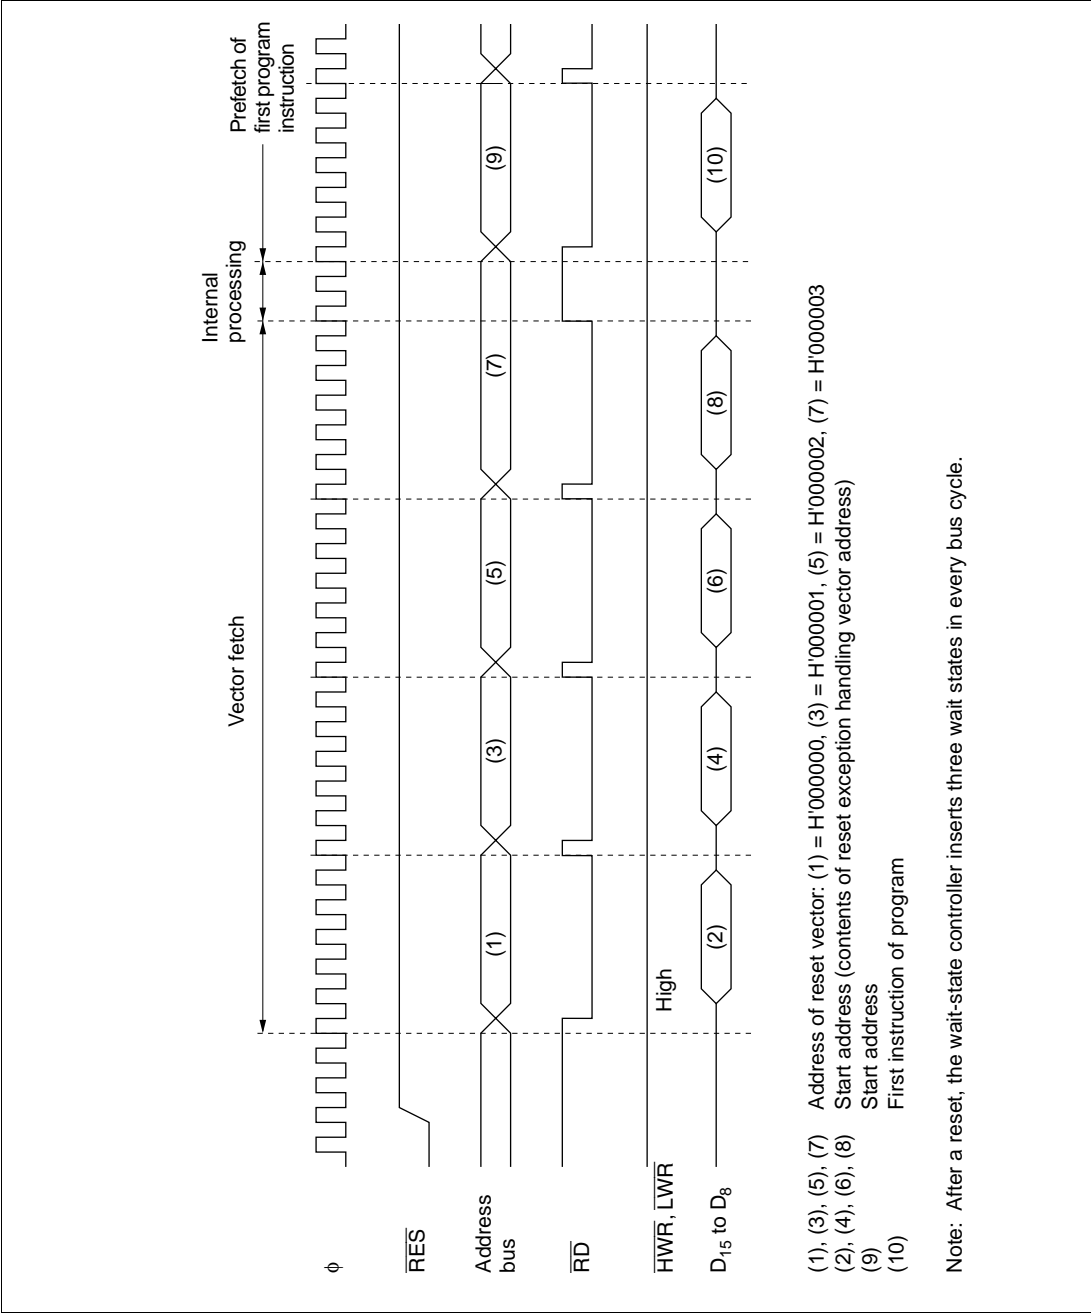 Vector fetch
Internal
processing
Prefetch of
first program
instruction
φ
RES
Address
bus
(1)
(3)
(5)
(7)
(9)
RD
HWR, LWR
High
D15 to D8
(2)
(4)
(6)
(8)
(10)
(1), (3), (5), (7) Address of reset vector: (1) = H'000000, (3) = H'000001, (5) = H'000002, (7) = H'000003
(2), (4), (6), (8) Start address (contents of reset exception handling vector address)
(9) Start address
(10) First instruction of program
Note: After a reset, the wait-state controller inserts three wait states in every bus cycle.